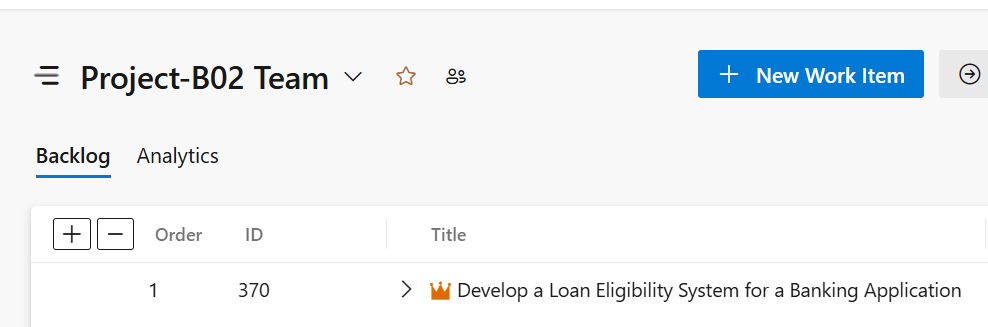 Project-B02 Team
New Work Item
Backlog Analytics
Order ID Title
1 370 Develop a Loan Eligibility System for a Banking Application